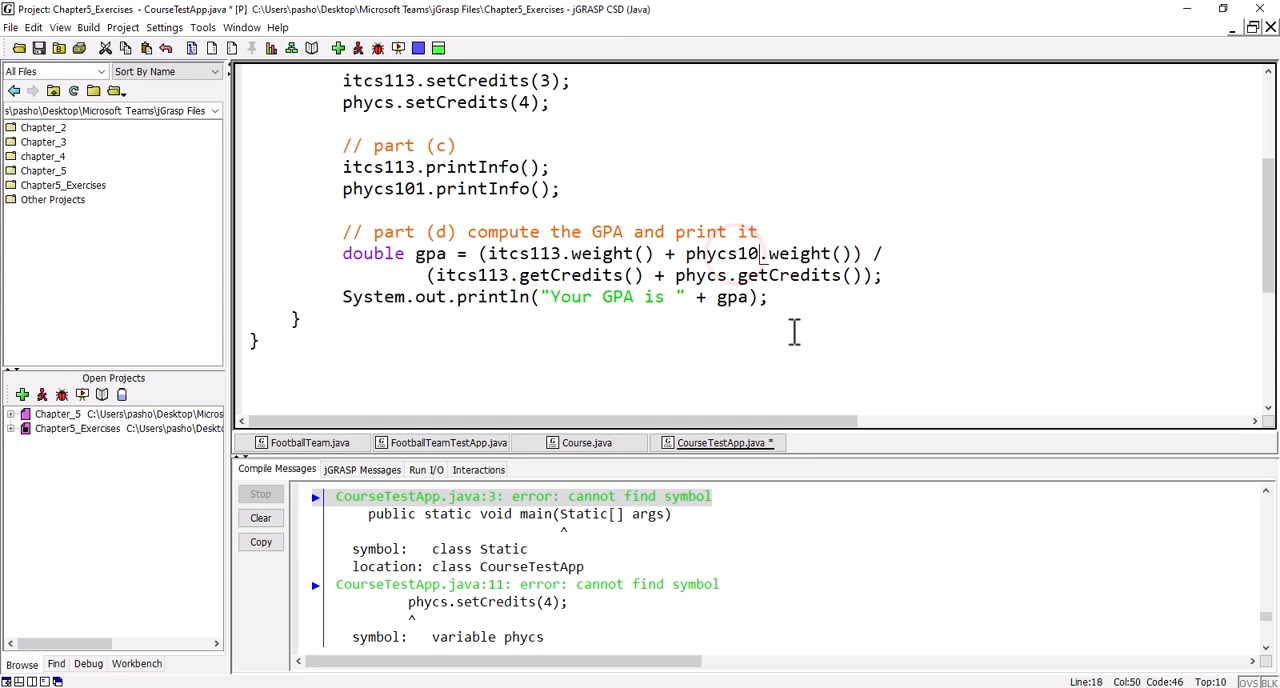 Project: Chapter5_Exercises - CourseTestApp.java * [P] C:\Users\pasho\Desktop\Microsoft Teams\jGrasp Files\Chapter5_Exercises - jGRASP CSD (Java)
File Edit View Build Project Settings Tools Window Help
All Files Sort By Name
s\pasho\Desktop\Microsoft Teams\jGrasp Files
Chapter_2
Chapter_3
chapter_4
Chapter_5
Chapter5_Exercises
Other Projects
itcs113.setCredits(3);
phycs.setCredits(4);
// part (c)
itcs113.printInfo();
phycs101.printInfo();
// part (d) compute the GPA and print it
double gpa = (itcs113.weight() + phycs10.weight()) /
(itcs113.getCredits() + phycs.getCredits());
System.out.println("Your GPA is " + gpa);
}
}
Open Projects
Chapter_5 C:\Users\pasho\Desktop\Micros
Chapter5_Exercises C:\Users\pasho\Deskto
FootballTeam.java FootballTeamTestApp.java Course.java CourseTestApp.java *
Compile Messages jGRASP Messages Run I/O Interactions
Stop
Clear
Copy
CourseTestApp.java:3: error: cannot find symbol
public static void main(Static[] args)
^
symbol: class Static
location: class CourseTestApp
CourseTestApp.java:11: error: cannot find symbol
phycs.setCredits(4);
^
symbol: variable phycs
Browse Find Debug Workbench
Line:18 Col:50 Code:46 Top:10 OVS BLK